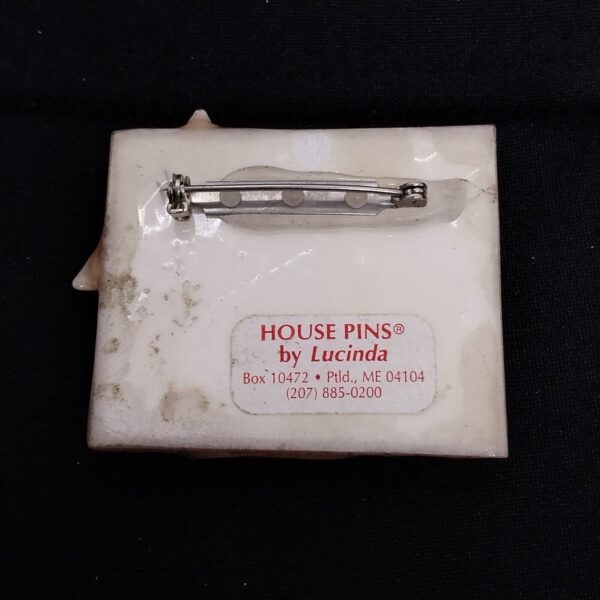 HOUSE PINS®
by Lucinda
Box 10472 • Ptld., ME 04104
(207) 885-0200